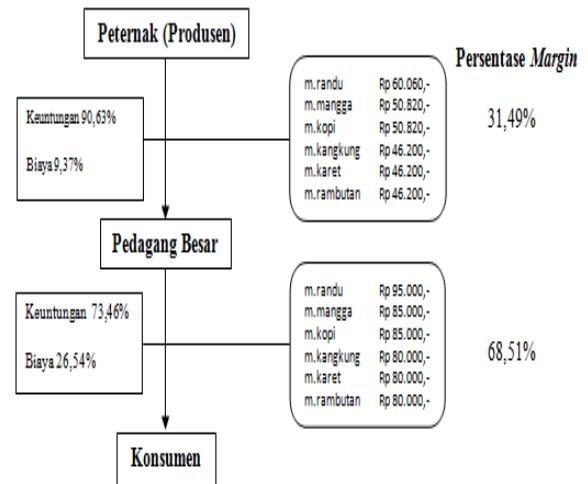 Peternak (Produsen)
Persentase Margin
Keuntungan 90,63%
Biaya 9,37%
m.randu Rp 60.060,-
m.mangga Rp 50.820,-
m.kopi Rp 50.820,-
m.kangkung Rp 46.200,-
m.karet Rp 46.200,-
m.rambutan Rp 46.200,-
31,49%
Pedagang Besar
Keuntungan 73,46%
Biaya 26,54%
m.randu Rp 95.000,-
m.mangga Rp 85.000,-
m.kopi Rp 85.000,-
m.kangkung Rp 80.000,-
m.karet Rp 80.000,-
m.rambutan Rp 80.000,-
68,51%
Konsumen